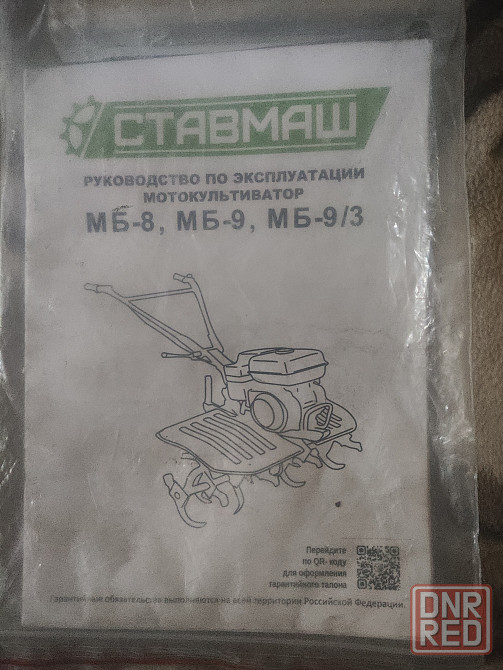 СТАВМАШ
РУКОВОДСТВО ПО ЭКСПЛУАТАЦИИ
МОТОКУЛЬТИВАТОР
МБ-8, МБ-9, МБ-9/3
Перейдите
по QR- коду
для оформления
гарантийного талона
Гарантийные обязательства выполняются на всей территории Российской Федерации.
DNR
RED